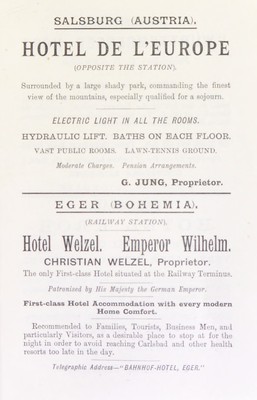 SALSBURG (AUSTRIA).
HOTEL DE L'EUROPE
(OPPOSITE THE STATION).
Surrounded by a large shady park, commanding the finest
view of the mountains, especially qualified for a sojourn.
ELECTRIC LIGHT IN ALL THE ROOMS.
HYDRAULIC LIFT. BATHS ON EACH FLOOR.
VAST PUBLIC ROOMS. LAWN-TENNIS GROUND.
Moderate Charges. Pension Arrangements.
G. JUNG, Proprietor.
EGER (BOHEMIA).
(RAILWAY STATION).
Hotel Welzel. Emperor Wilhelm.
CHRISTIAN WELZEL, Proprietor.
The only First-class Hotel situated at the Railway Terminus.
Patronised by His Majesty the German Emperor.
First-class Hotel Accommodation with every modern
Home Comfort.
Recommended to Families, Tourists, Business Men, and
particularly Visitors, as a desirable place to stop at for the
night in order to avoid reaching Carlsbad and other health
resorts too late in the day.
Telegraphic Address—"BAHNHOF-HOTEL, EGER."